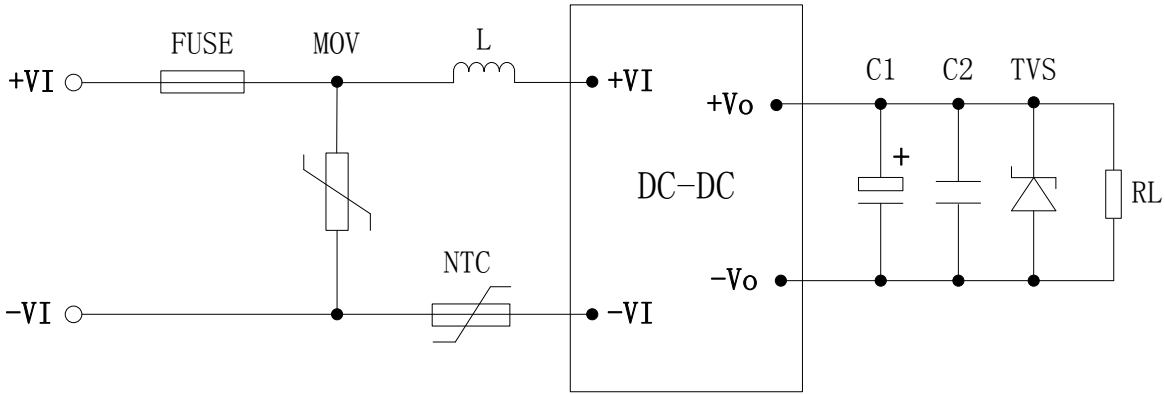 FUSE
MOV
L
+VI
+VI
C1
C2
TVS
+Vo
+
DC-DC
RL
NTC
-Vo
-VI
-VI